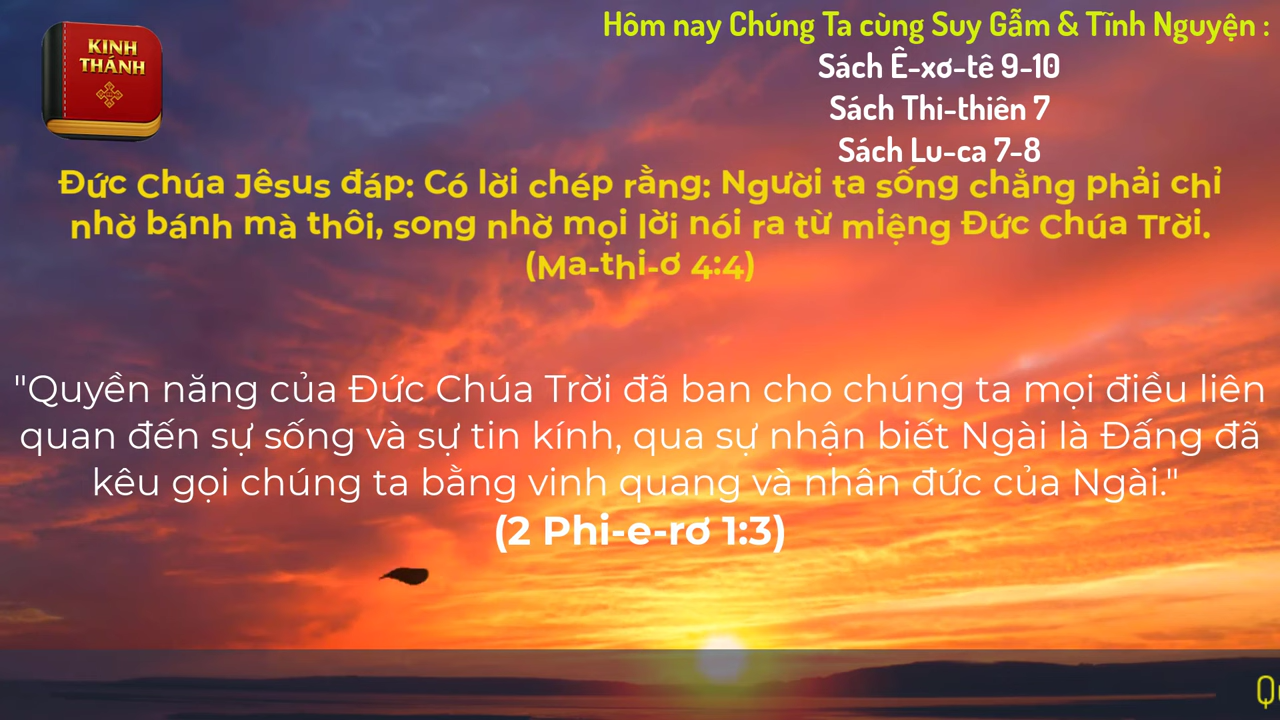 KINH
THÁNH
Hôm nay Chúng Ta cùng Suy Gẫm & Tĩnh Nguyện :
Sách Ê-xơ-tê 9-10
Sách Thi-thiên 7
Sách Lu-ca 7-8
Đức Chúa Jêsus đáp: Có lời chép rằng: Người ta sống chẳng phải chỉ
nhờ bánh mà thôi, song nhờ mọi lời nói ra từ miệng Đức Chúa Trời.
(Ma-thi-ơ 4:4)
"Quyền năng của Đức Chúa Trời đã ban cho chúng ta mọi điều liên
quan đến sự sống và sự tin kính, qua sự nhận biết Ngài là Đấng đã
kêu gọi chúng ta bằng vinh quang và nhân đức của Ngài."
(2 Phi-e-rơ 1:3)